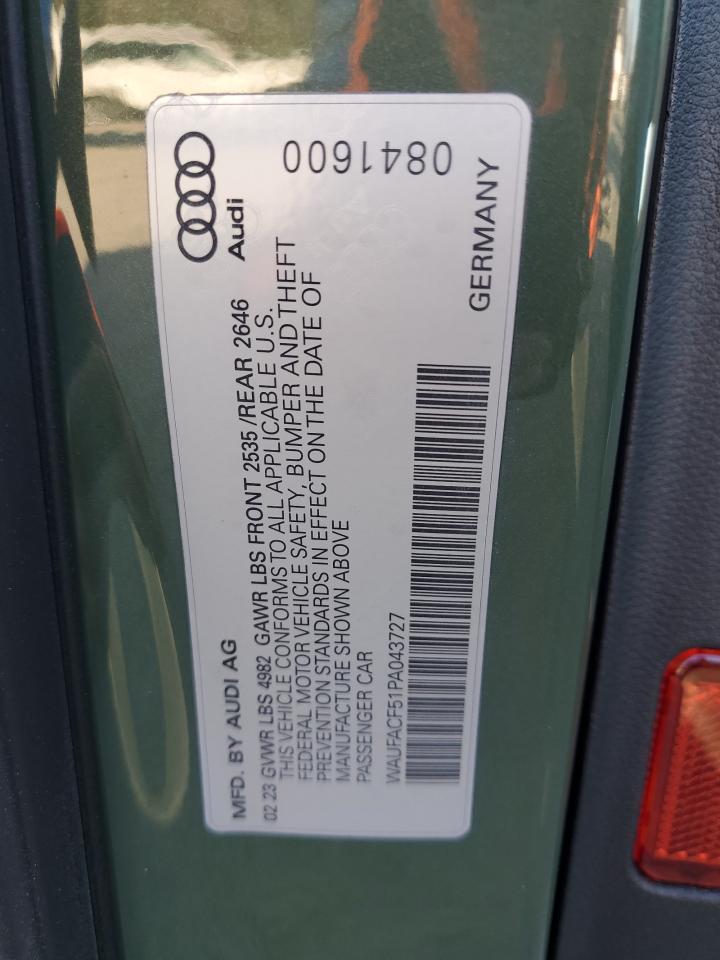 MFD. BY AUDI AG
02 23 GVWR LBS 4982 GAWR LBS FRONT 2535 /REAR 2646
THIS VEHICLE CONFORMS TO ALL APPLICABLE U.S.
FEDERAL MOTOR VEHICLE SAFETY, BUMPER AND THEFT
PREVENTION STANDARDS IN EFFECT ON THE DATE OF
MANUFACTURE SHOWN ABOVE
PASSENGER CAR
WAUFACF51PA043727
Audi
0841600
GERMANY